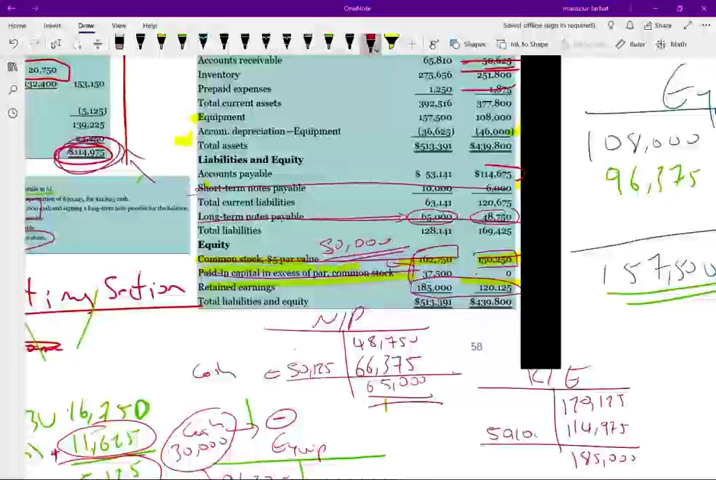 OneNote
mansour farhat
Home Insert Draw View
Saved offline (sign in required)
Share
Shapes
Ink to Shape
Ruler
Math
20,750
132,400 153,150
(5,125)
139,225
$114,975
Accounts receivable 65,810 50,625
Inventory 275,656 251,800
Prepaid expenses 1,250 1,875
Total current assets 392,516 377,800
Equipment 157,500 108,000
Accum. depreciation—Equipment (36,625) (46,000)
Total assets $513,391 $439,800
Liabilities and Equity
Accounts payable $ 53,141 $114,675
Short-term notes payable 10,000 6,000
Total current liabilities 63,141 120,675
Long-term notes payable 65,000 48,750
Total liabilities 128,141 169,425
Equity 30,000
Common stock, $5 par value 162,750 150,250
Paid-in capital in excess of par, common stock 37,500 0
Retained earnings 185,000 120,125
Total liabilities and equity $513,391 $439,800
58
108,000
96,375
157,500
Section
N/P
48,750
Cash = 50,125 66,375
65,000
R/E
120,125
114,975
185,000
16,750
11,625
Cash
30,000
Equip